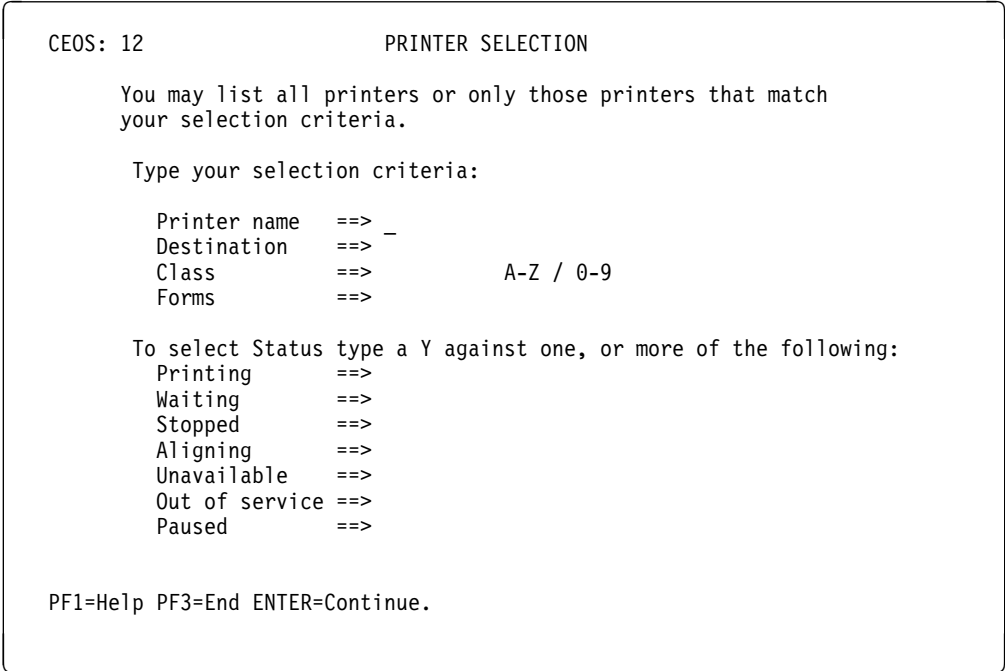 CEOS: 12 PRINTER SELECTION
You may list all printers or only those printers that match
your selection criteria.
Type your selection criteria:
Printer name ==> _
Destination ==>
Class ==> A-Z / 0-9
Forms ==>
To select Status type a Y against one, or more of the following:
Printing ==>
Waiting ==>
Stopped ==>
Aligning ==>
Unavailable ==>
Out of service ==>
Paused ==>
PF1=Help PF3=End ENTER=Continue.